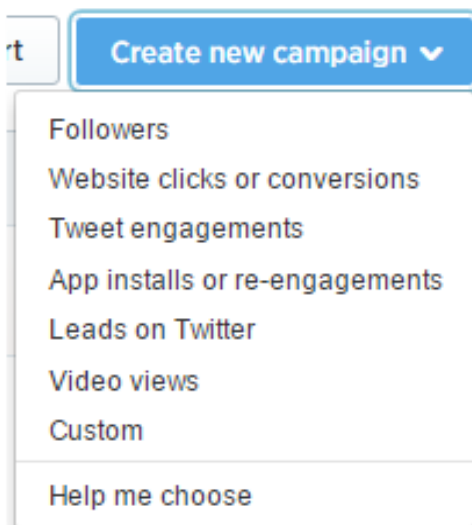 rt
Create new campaign
Followers
Website clicks or conversions
Tweet engagements
App installs or re-engagements
Leads on Twitter
Video views
Custom
Help me choose